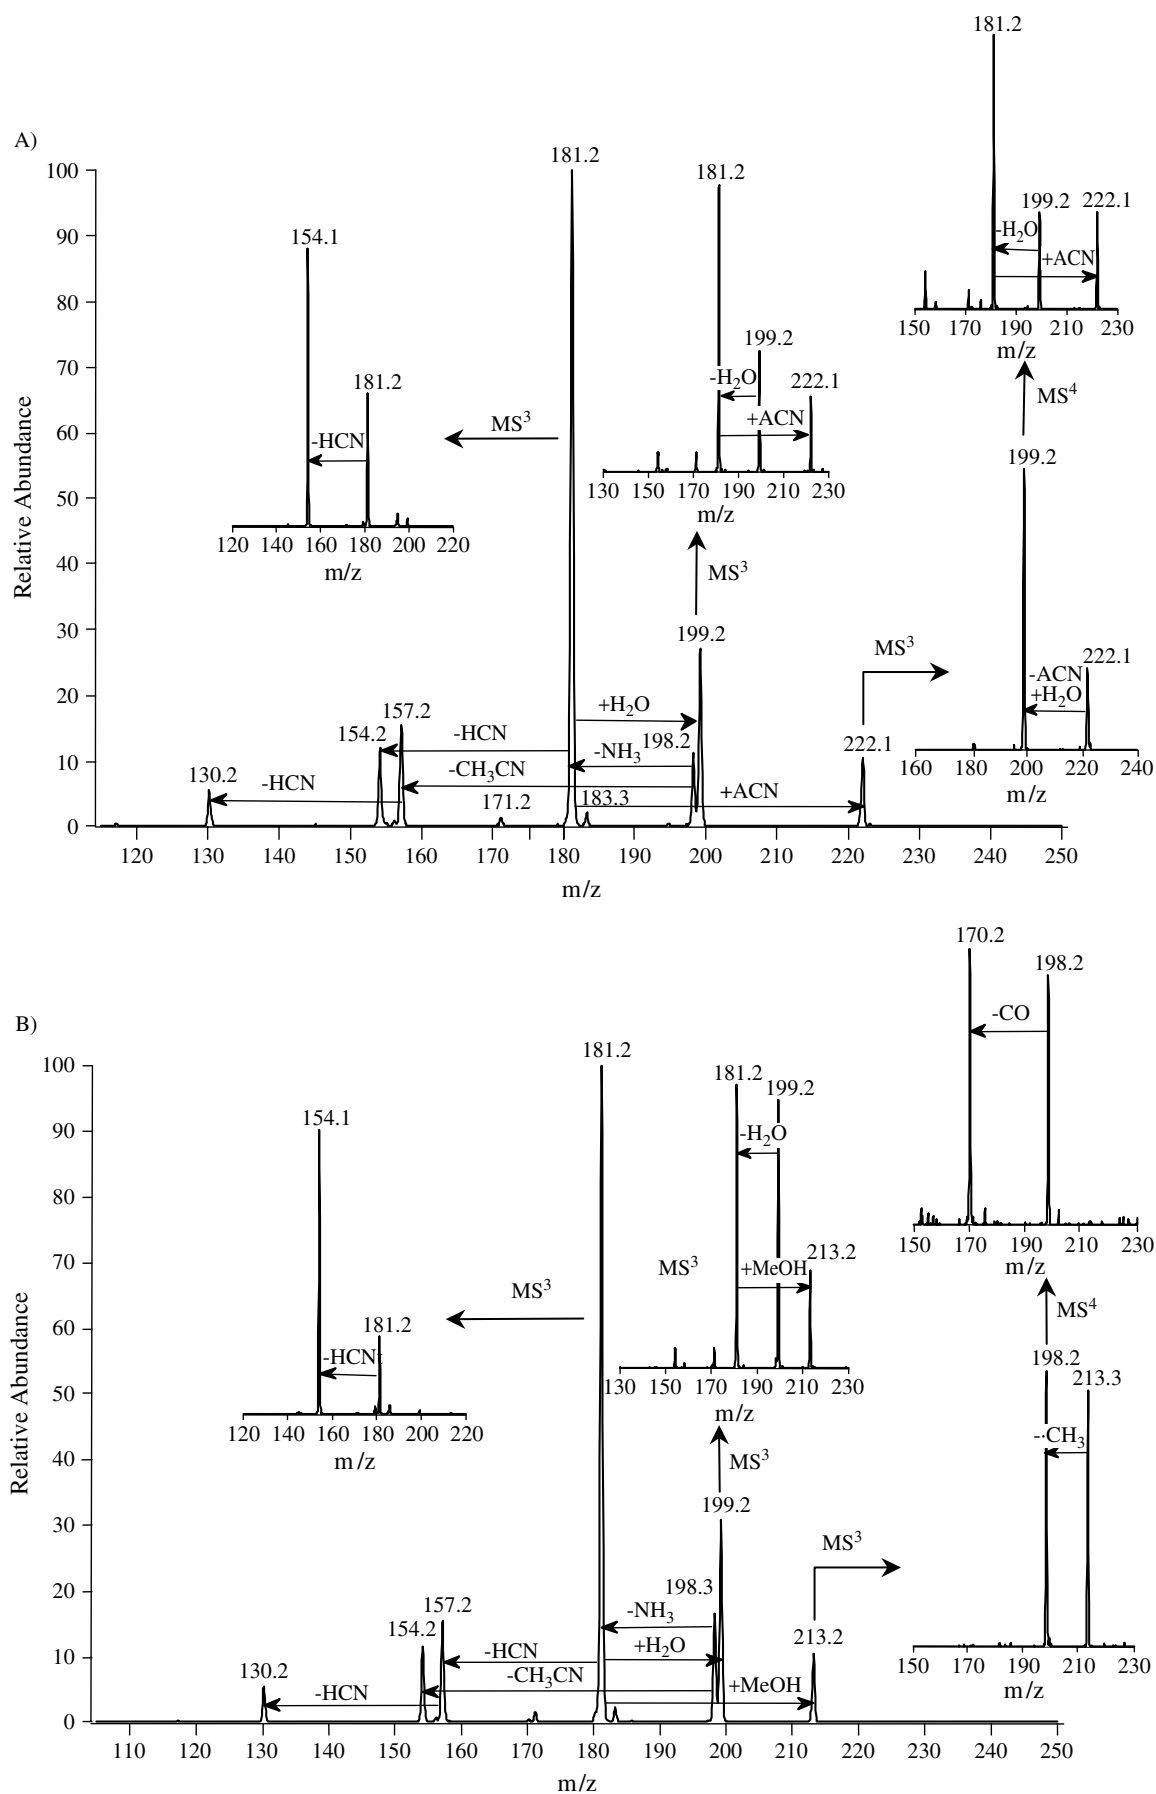 181.2
A)
181.2
100
181.2
199.2
222.1
-H2O
+ACN
154.1
90
80
150 170 190 210 230
m/z
199.2
70
181.2
-H2O
222.1
MS4
+ACN
MS3
60
-HCN
199.2
130 150 170 190 210 230
m/z
50
120 140 160 180 200 220
m/z
MS3
40
Relative Abundance
30
199.2
MS3
222.1
-ACN
+H2O
20
157.2
+H2O
154.2
-HCN
198.2
222.1
160 180 200 220 240
m/z
-NH3
10
130.2
-HCN
-CH3CN
171.2
183.3
+ACN
0
120 130 140 150 160 170 180 190 200 210 220 230 240 250
m/z
170.2
198.2
-CO
B)
181.2
100
181.2
199.2
154.1
90
-H2O
80
150 170 190 210 230
m/z
213.2
70
MS3
+MeOH
MS3
MS4
60
181.2
-HCN
198.2
213.3
130 150 170 190 210 230
m/z
50
120 140 160 180 200 220
m/z
-·CH3
MS3
40
Relative Abundance
199.2
30
MS3
198.3
20
157.2
154.2
-NH3
213.2
-HCN
+H2O
150 170 190 210 230
m/z
10
130.2
-HCN
-CH3CN
+MeOH
0
110 120 130 140 150 160 170 180 190 200 210 220 230 240 250
m/z